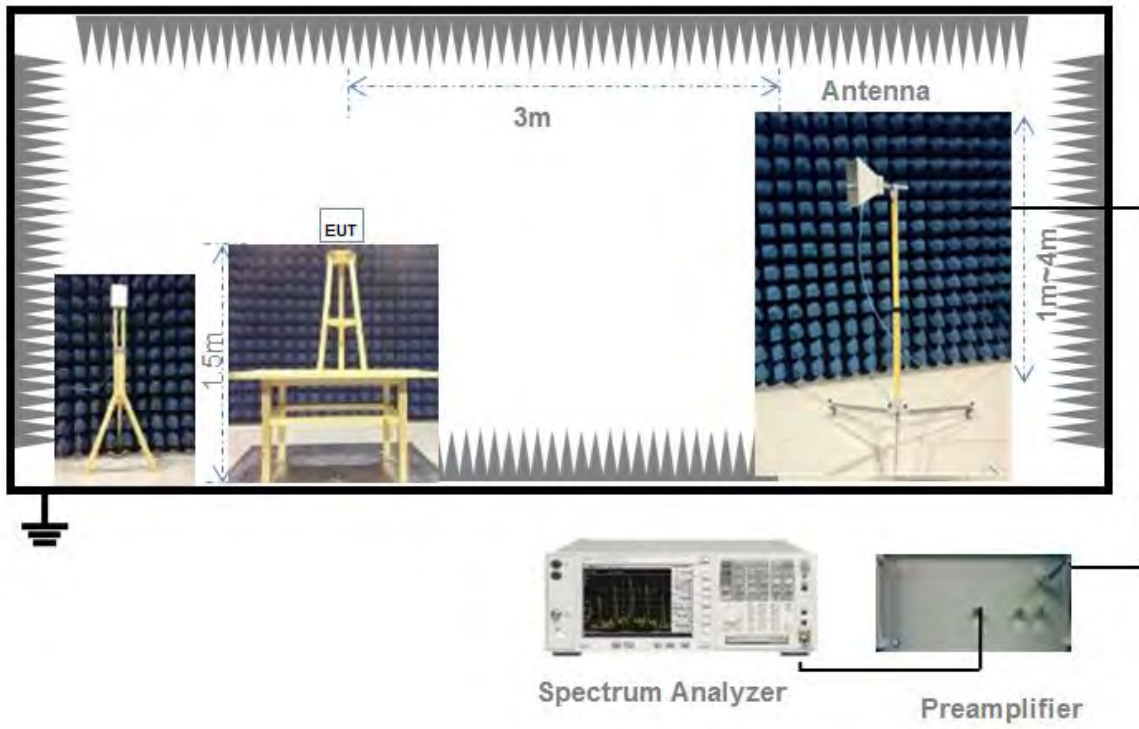 Antenna
3m
EUT
1.5m
1m~4m
Spectrum Analyzer
Preamplifier